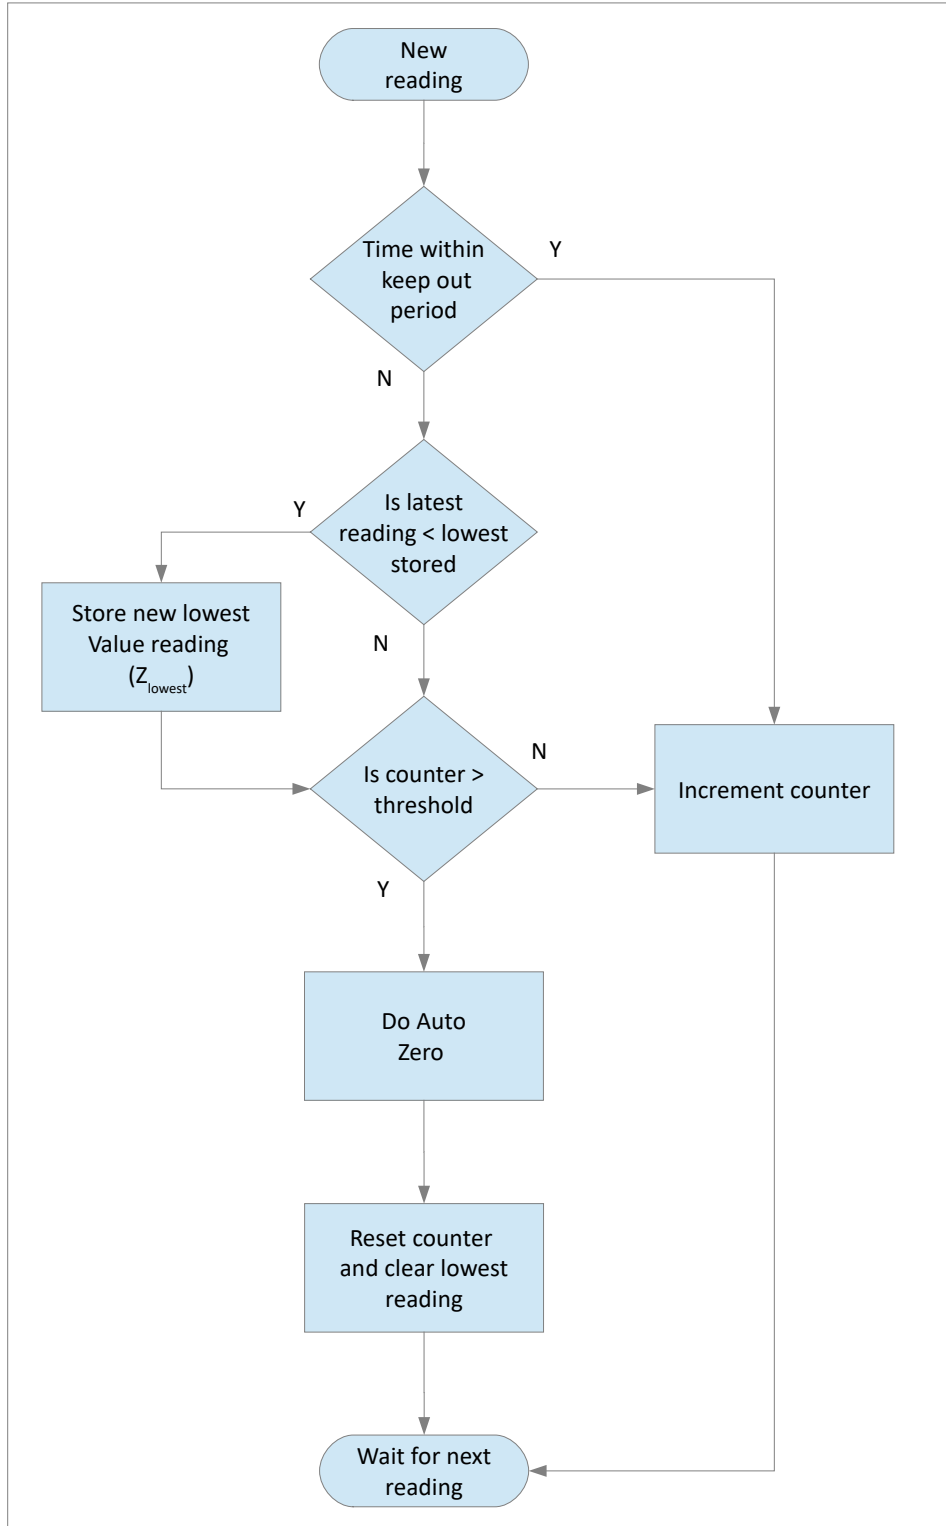 New
reading
Time within
keep out
period
Y
N
Is latest
reading < lowest
stored
Y
N
Store new lowest
Value reading
(Zlowest)
Is counter >
threshold
N
Y
Increment counter
Do Auto
Zero
Reset counter
and clear lowest
reading
Wait for next
reading